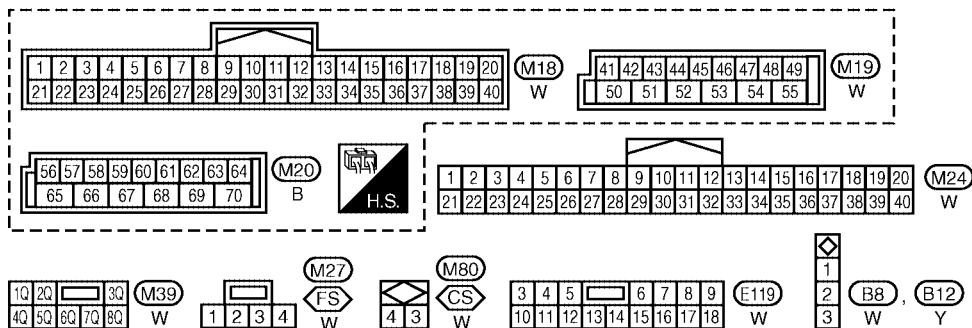 1 2 3 4 5 6 7 8 9 10 11 12 13 14 15 16 17 18 19 20
21 22 23 24 25 26 27 28 29 30 31 32 33 34 35 36 37 38 39 40
M18
W
41 42 43 44 45 46 47 48 49
50 51 52 53 54 55
M19
W
56 57 58 59 60 61 62 63 64
65 66 67 68 69 70
M20
B
H.S.
1 2 3 4 5 6 7 8 9 10 11 12 13 14 15 16 17 18 19 20
21 22 23 24 25 26 27 28 29 30 31 32 33 34 35 36 37 38 39 40
M24
W
1Q 2Q 3Q
4Q 5Q 6Q 7Q 8Q
M39
W
1 2 3 4
M27
FS
W
4 3
M80
CS
W
3 4 5 6 7 8 9
10 11 12 13 14 15 16 17 18
E119
W
1
2
3
B8 , B12
W Y